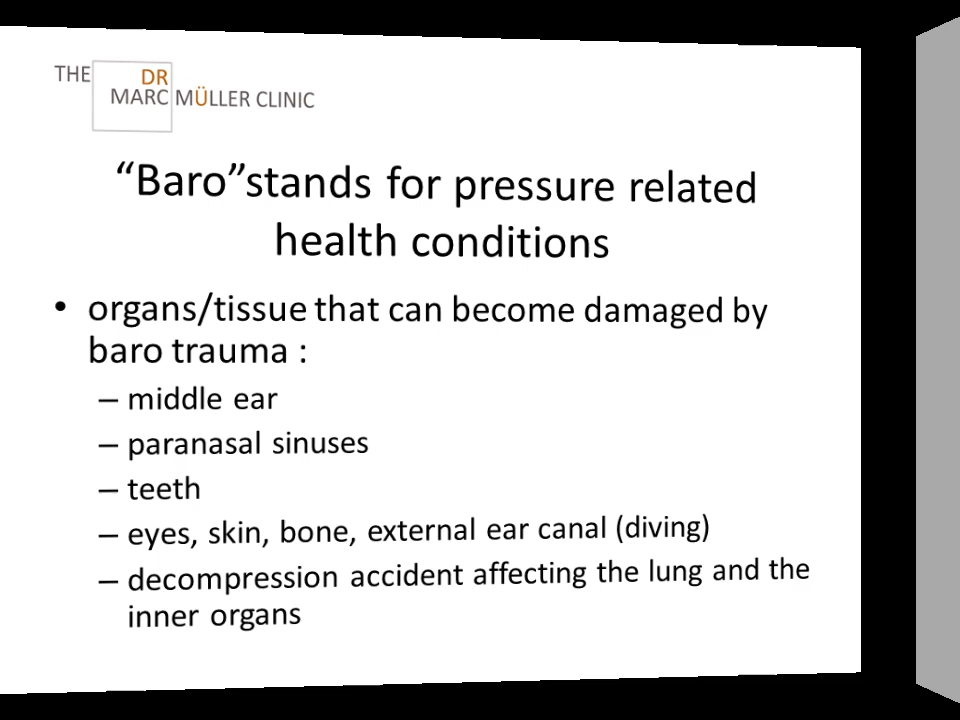 THE DR
MARC MÜLLER CLINIC
“Baro”stands for pressure related
health conditions
• organs/tissue that can become damaged by
baro trauma :
– middle ear
– paranasal sinuses
– teeth
– eyes, skin, bone, external ear canal (diving)
– decompression accident affecting the lung and the
inner organs